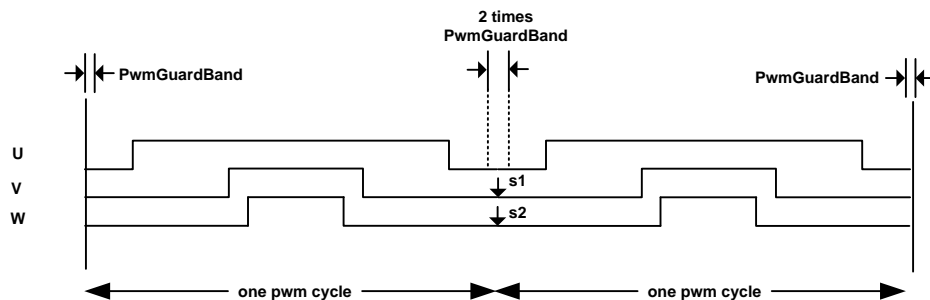 2 times
PwmGuardBand
PwmGuardBand
PwmGuardBand
U
V
s1
W
s2
one pwm cycle
one pwm cycle